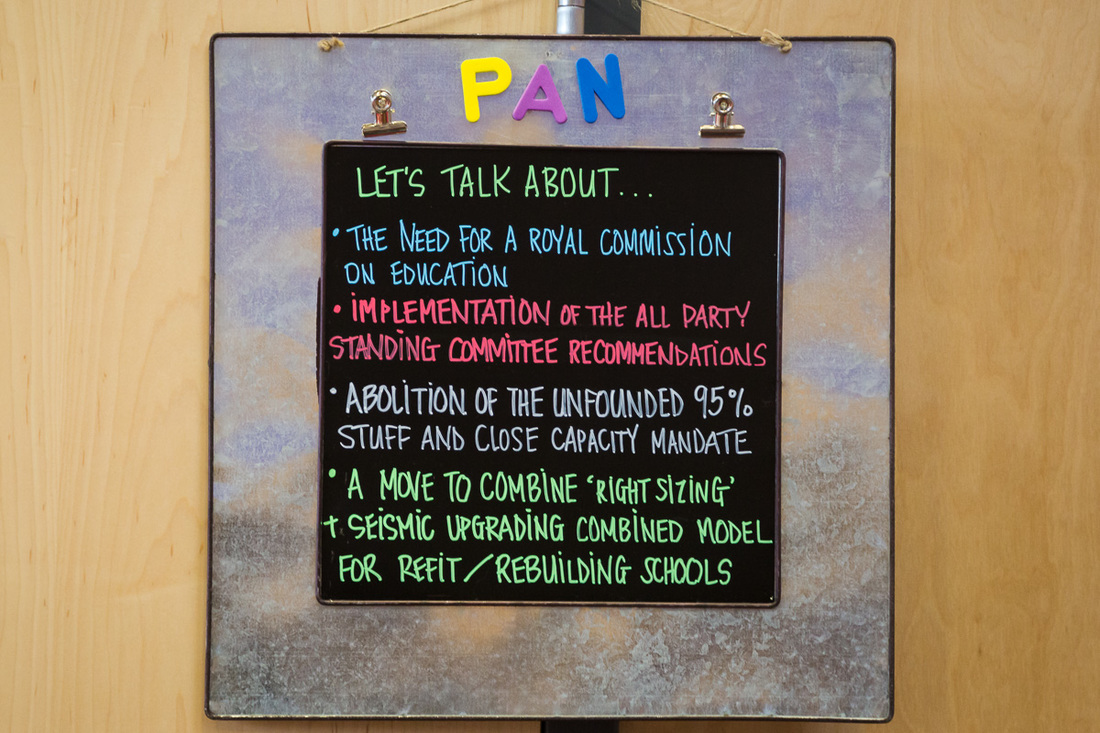 PAN
LET'S TALK ABOUT...
• THE NEED FOR A ROYAL COMMISSION
ON EDUCATION
• IMPLEMENTATION OF THE ALL PARTY
STANDING COMMITTEE RECOMMENDATIONS
• ABOLITION OF THE UNFOUNDED 95%
STUFF AND CLOSE CAPACITY MANDATE
• A MOVE TO COMBINE 'RIGHT SIZING'
+ SEISMIC UPGRADING COMBINED MODEL
FOR REFIT/REBUILDING SCHOOLS